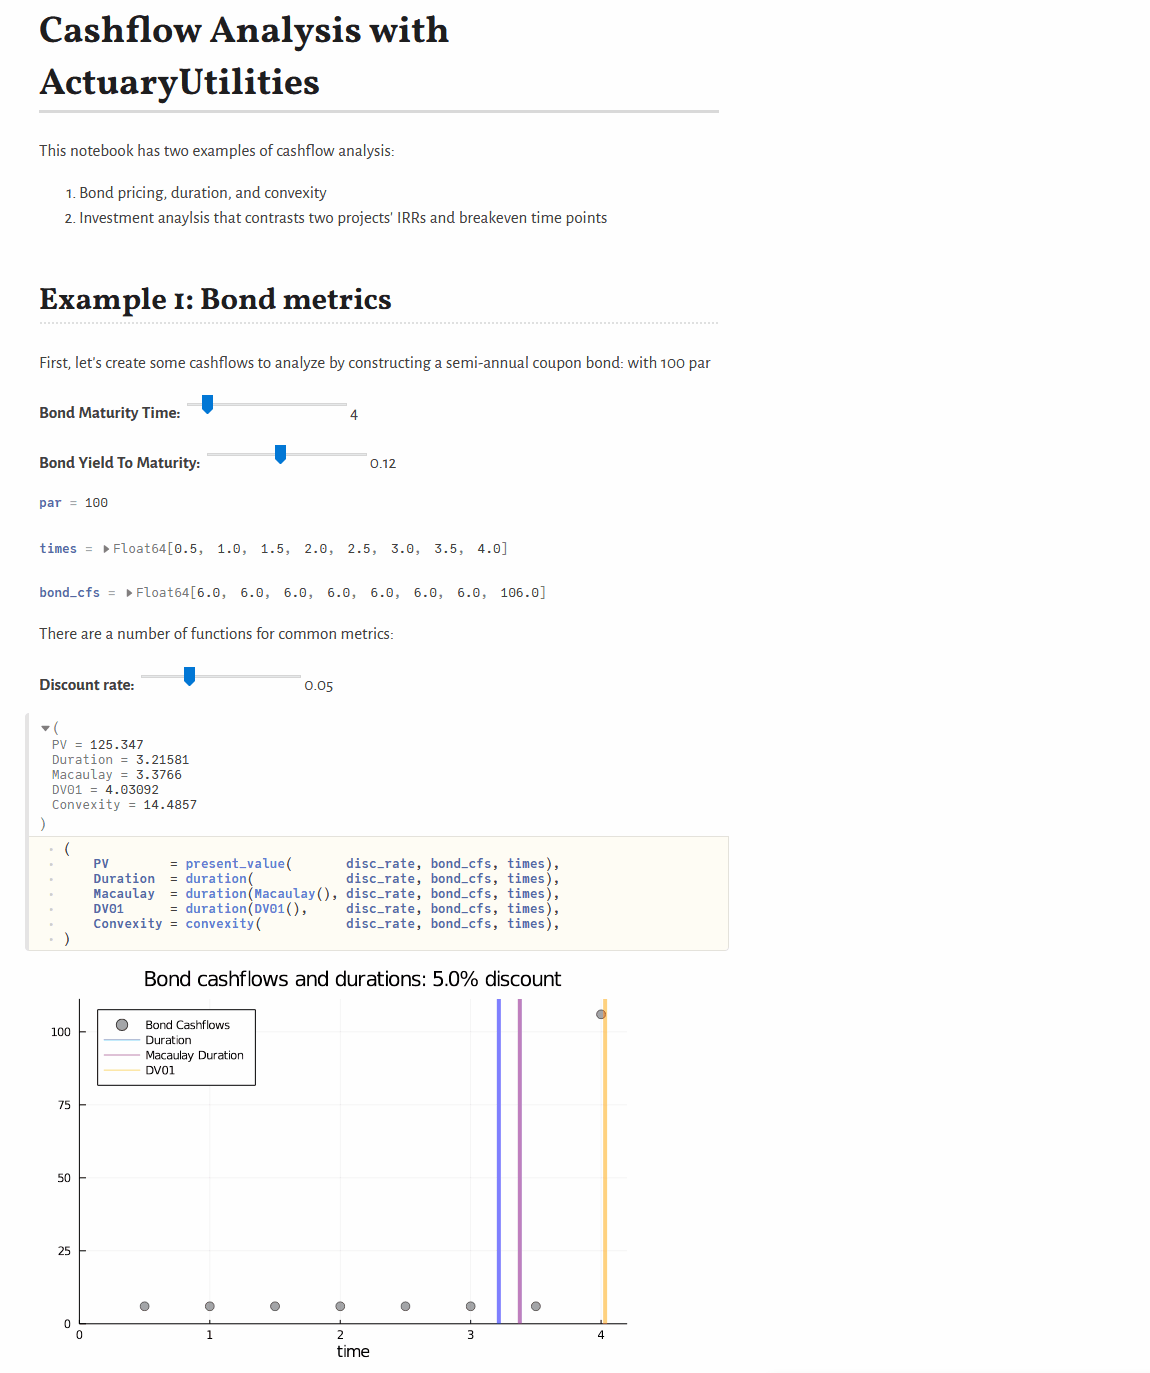 Cashflow Analysis with
ActuaryUtilities
This notebook has two examples of cashflow analysis:
1. Bond pricing, duration, and convexity
2. Investment anaylsis that contrasts two projects' IRRs and breakeven time points
Example 1: Bond metrics
First, let's create some cashflows to analyze by constructing a semi-annual coupon bond: with 100 par
Bond Maturity Time: 4
Bond Yield To Maturity: 0.12
par = 100
times = Float64[0.5, 1.0, 1.5, 2.0, 2.5, 3.0, 3.5, 4.0]
bond_cfs = Float64[6.0, 6.0, 6.0, 6.0, 6.0, 6.0, 6.0, 106.0]
There are a number of functions for common metrics:
Discount rate: 0.05
(
PV = 125.347
Duration = 3.21581
Macaulay = 3.3766
DV01 = 4.03092
Convexity = 14.4857
)
(
PV = present_value( disc_rate, bond_cfs, times),
Duration = duration( disc_rate, bond_cfs, times),
Macaulay = duration(Macaulay(), disc_rate, bond_cfs, times),
DV01 = duration(DV01(), disc_rate, bond_cfs, times),
Convexity = convexity( disc_rate, bond_cfs, times),
)
Bond cashflows and durations: 5.0% discount
Bond Cashflows
Duration
Macaulay Duration
DV01
100
75
50
25
0
0 1 2 3 4
time